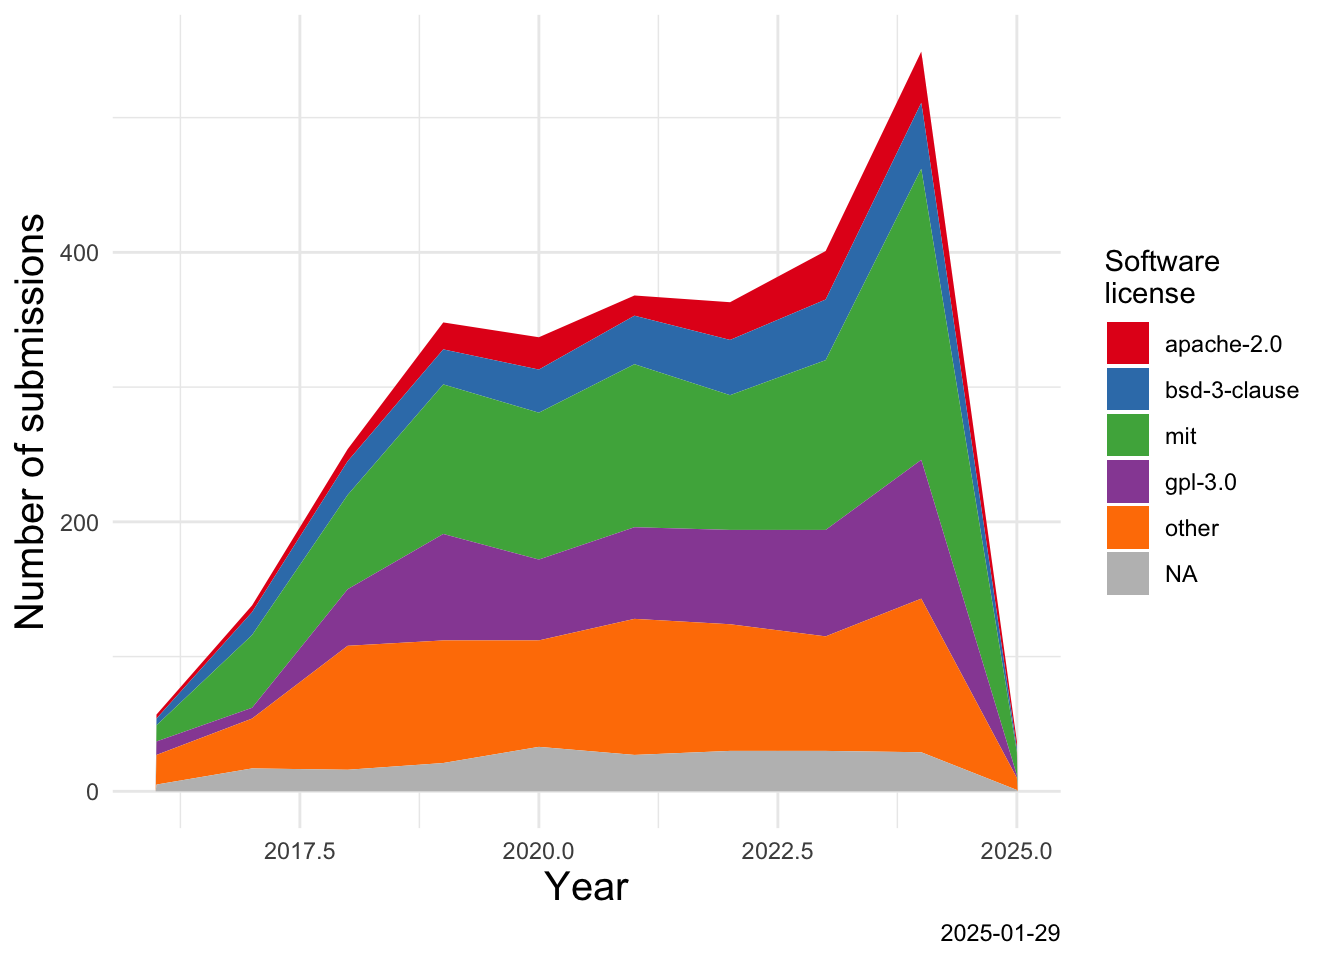 Number of submissions
400
200
0
2017.5
2020.0
2022.5
2025.0
Year
Software
license
apache-2.0
bsd-3-clause
mit
gpl-3.0
other
NA
2025-01-29